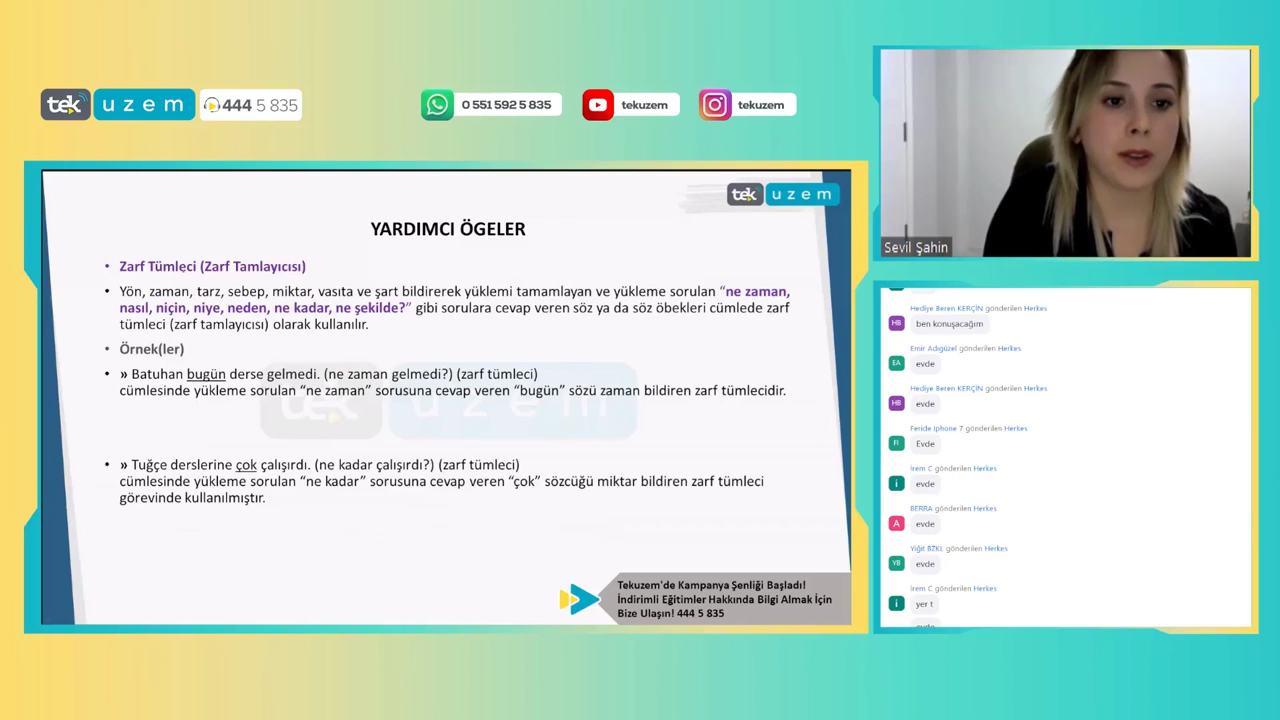 tek uzem 444 5 835
0 551 592 5 835
tekuzem
tekuzem
tek uzem
YARDIMCI ÖGELER
• Zarf Tümleci (Zarf Tamlayıcısı)
• Yön, zaman, tarz, sebep, miktar, vasıta ve şart bildirerek yüklemi tamamlayan ve yükleme sorulan “ne zaman,
nasıl, niçin, niye, neden, ne kadar, ne şekilde?” gibi sorulara cevap veren söz ya da söz öbekleri cümlede zarf
tümleci (zarf tamlayıcısı) olarak kullanılır.
• Örnek(ler)
• » Batuhan bugün derse gelmedi. (ne zaman gelmedi?) (zarf tümleci)
cümlesinde yükleme sorulan “ne zaman” sorusuna cevap veren “bugün” sözü zaman bildiren zarf tümlecidir.
tek uzem
• » Tuğçe derslerine çok çalışırdı. (ne kadar çalışırdı?) (zarf tümleci)
cümlesinde yükleme sorulan “ne kadar” sorusuna cevap veren “çok” sözcüğü miktar bildiren zarf tümleci
görevinde kullanılmıştır.
Tekuzem'de Kampanya Şenliği Başladı!
İndirimli Eğitimler Hakkında Bilgi Almak İçin
Bize Ulaşın! 444 5 835
Sevil Şahin
Hediye Beren KERÇİN gönderilen Herkes
HB ben konuşacağım
Emir Adıgüzel gönderilen Herkes
EA evde
Hediye Beren KERÇİN gönderilen Herkes
HB evde
Feride Iphone 7 gönderilen Herkes
FI Evde
İrem C gönderilen Herkes
i evde
BERRA gönderilen Herkes
A evde
Yiğit BZKL gönderilen Herkes
YB evde
İrem C gönderilen Herkes
i yer t
evde